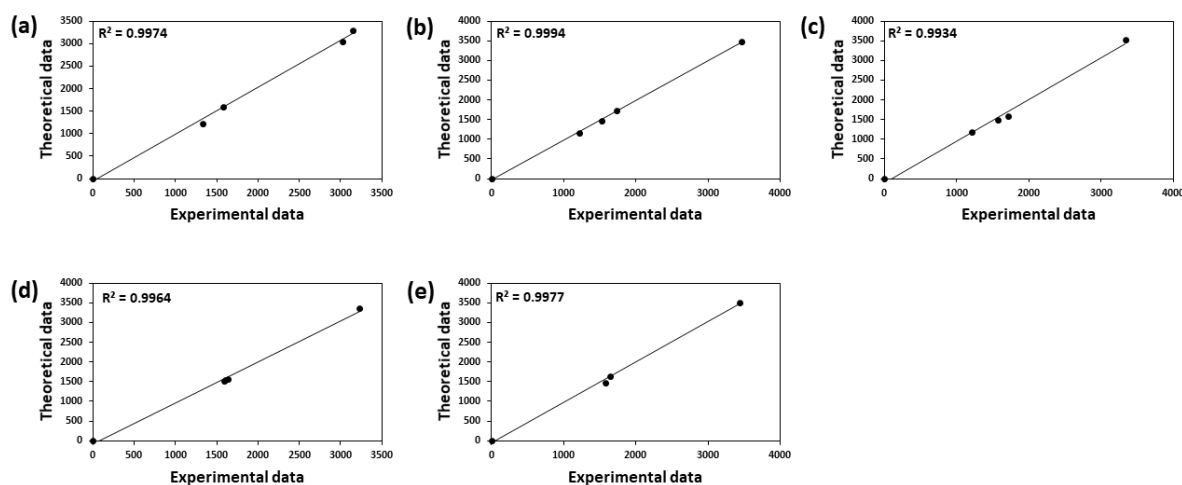 (a)
R² = 0.9974
Theoretical data
3500
3000
2500
2000
1500
1000
500
0
0 500 1000 1500 2000 2500 3000 3500
Experimental data
(b)
R² = 0.9994
Theoretical data
4000
3500
3000
2500
2000
1500
1000
500
0
0 1000 2000 3000 4000
Experimental data
(c)
R² = 0.9934
Theoretical data
4000
3500
3000
2500
2000
1500
1000
500
0
0 1000 2000 3000 4000
Experimental data
(d)
R² = 0.9964
Theoretical data
4000
3500
3000
2500
2000
1500
1000
500
0
0 500 1000 1500 2000 2500 3000 3500
Experimental data
(e)
R² = 0.9977
Theoretical data
4000
3500
3000
2500
2000
1500
1000
500
0
0 1000 2000 3000 4000
Experimental data